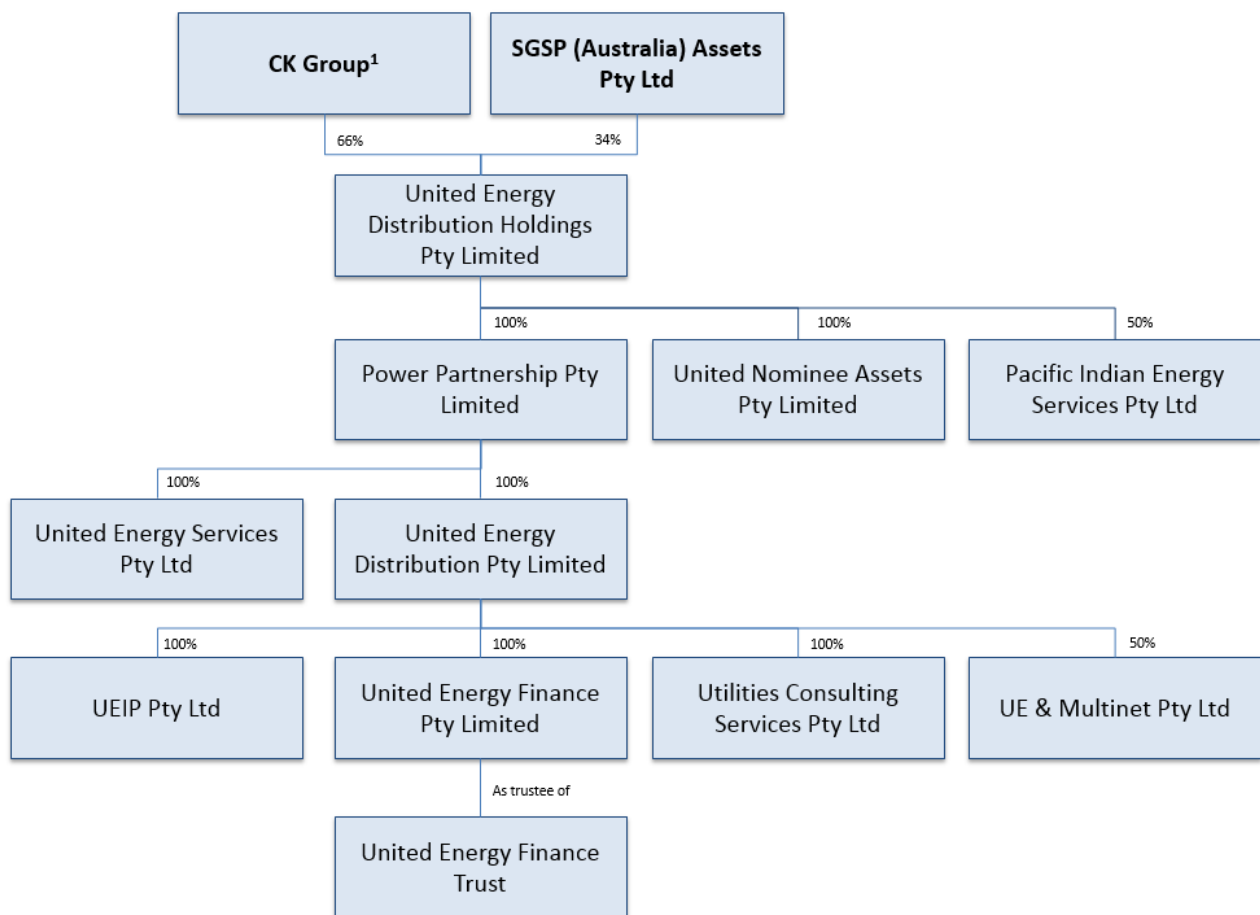 CK Group¹
SGSP (Australia) Assets
Pty Ltd
66%
34%
United Energy
Distribution Holdings
Pty Limited
100%
100%
50%
Power Partnership Pty
Limited
United Nominee Assets
Pty Limited
Pacific Indian Energy
Services Pty Ltd
100%
100%
United Energy Services
Pty Ltd
United Energy
Distribution Pty Limited
100%
100%
100%
50%
UEIP Pty Ltd
United Energy Finance
Pty Limited
Utilities Consulting
Services Pty Ltd
UE & Multinet Pty Ltd
As trustee of
United Energy Finance
Trust